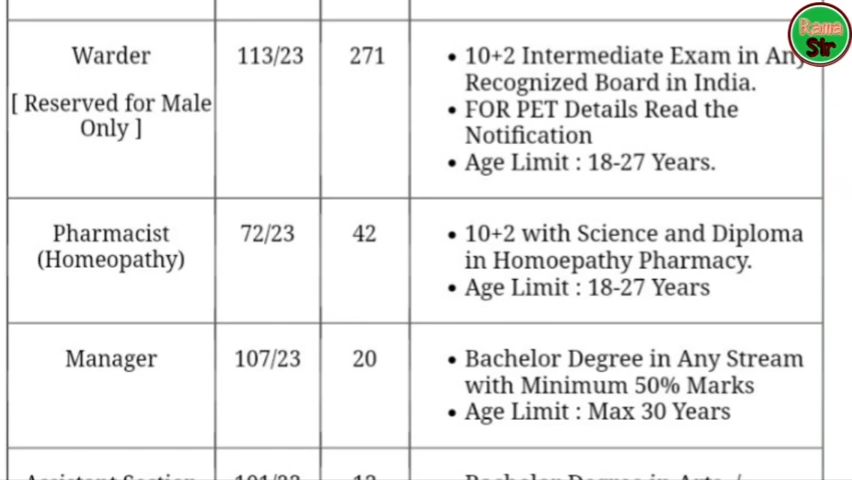 Rama
Str
Warder
113/23
271
• 10+2 Intermediate Exam in Any
Recognized Board in India.
• FOR PET Details Read the
Notification
• Age Limit : 18-27 Years.
[ Reserved for Male
Only ]
Pharmacist
(Homeopathy)
72/23
42
• 10+2 with Science and Diploma
in Homoepathy Pharmacy.
• Age Limit : 18-27 Years
Manager
107/23
20
• Bachelor Degree in Any Stream
with Minimum 50% Marks
• Age Limit : Max 30 Years